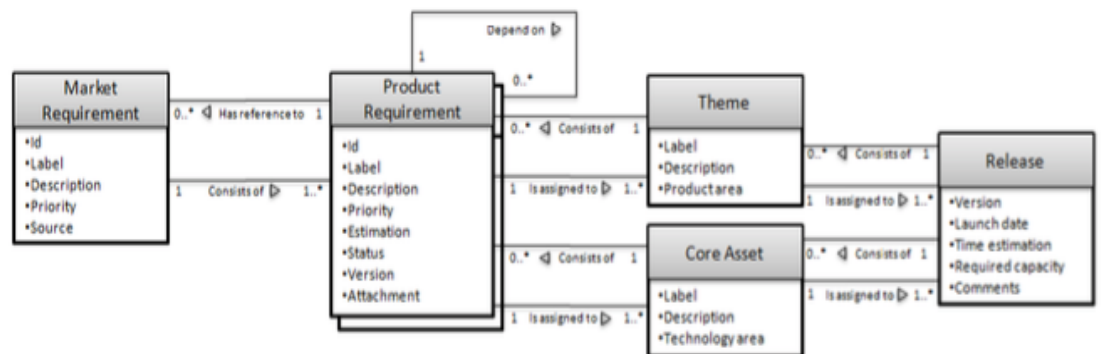 Depend on ▷
1
0..*
Market
Requirement
•Id
•Label
•Description
•Priority
•Source
0..* ◁ Has reference to 1
1 Consists of ▷ 1..*
Product
Requirement
•Id
•Label
•Description
•Priority
•Estimation
•Status
•Version
•Attachment
0..* ◁ Consists of 1
1 Is assigned to ▷ 1..*
0..* ◁ Consists of 1
1 Is assigned to ▷ 1..*
Theme
•Label
•Description
•Product area
Core Asset
•Label
•Description
•Technology area
0..* ◁ Consists of 1
1 Is assigned to ▷ 1..*
0..* ◁ Consists of 1
1 Is assigned to ▷ 1..*
Release
•Version
•Launch date
•Time estimation
•Required capacity
•Comments